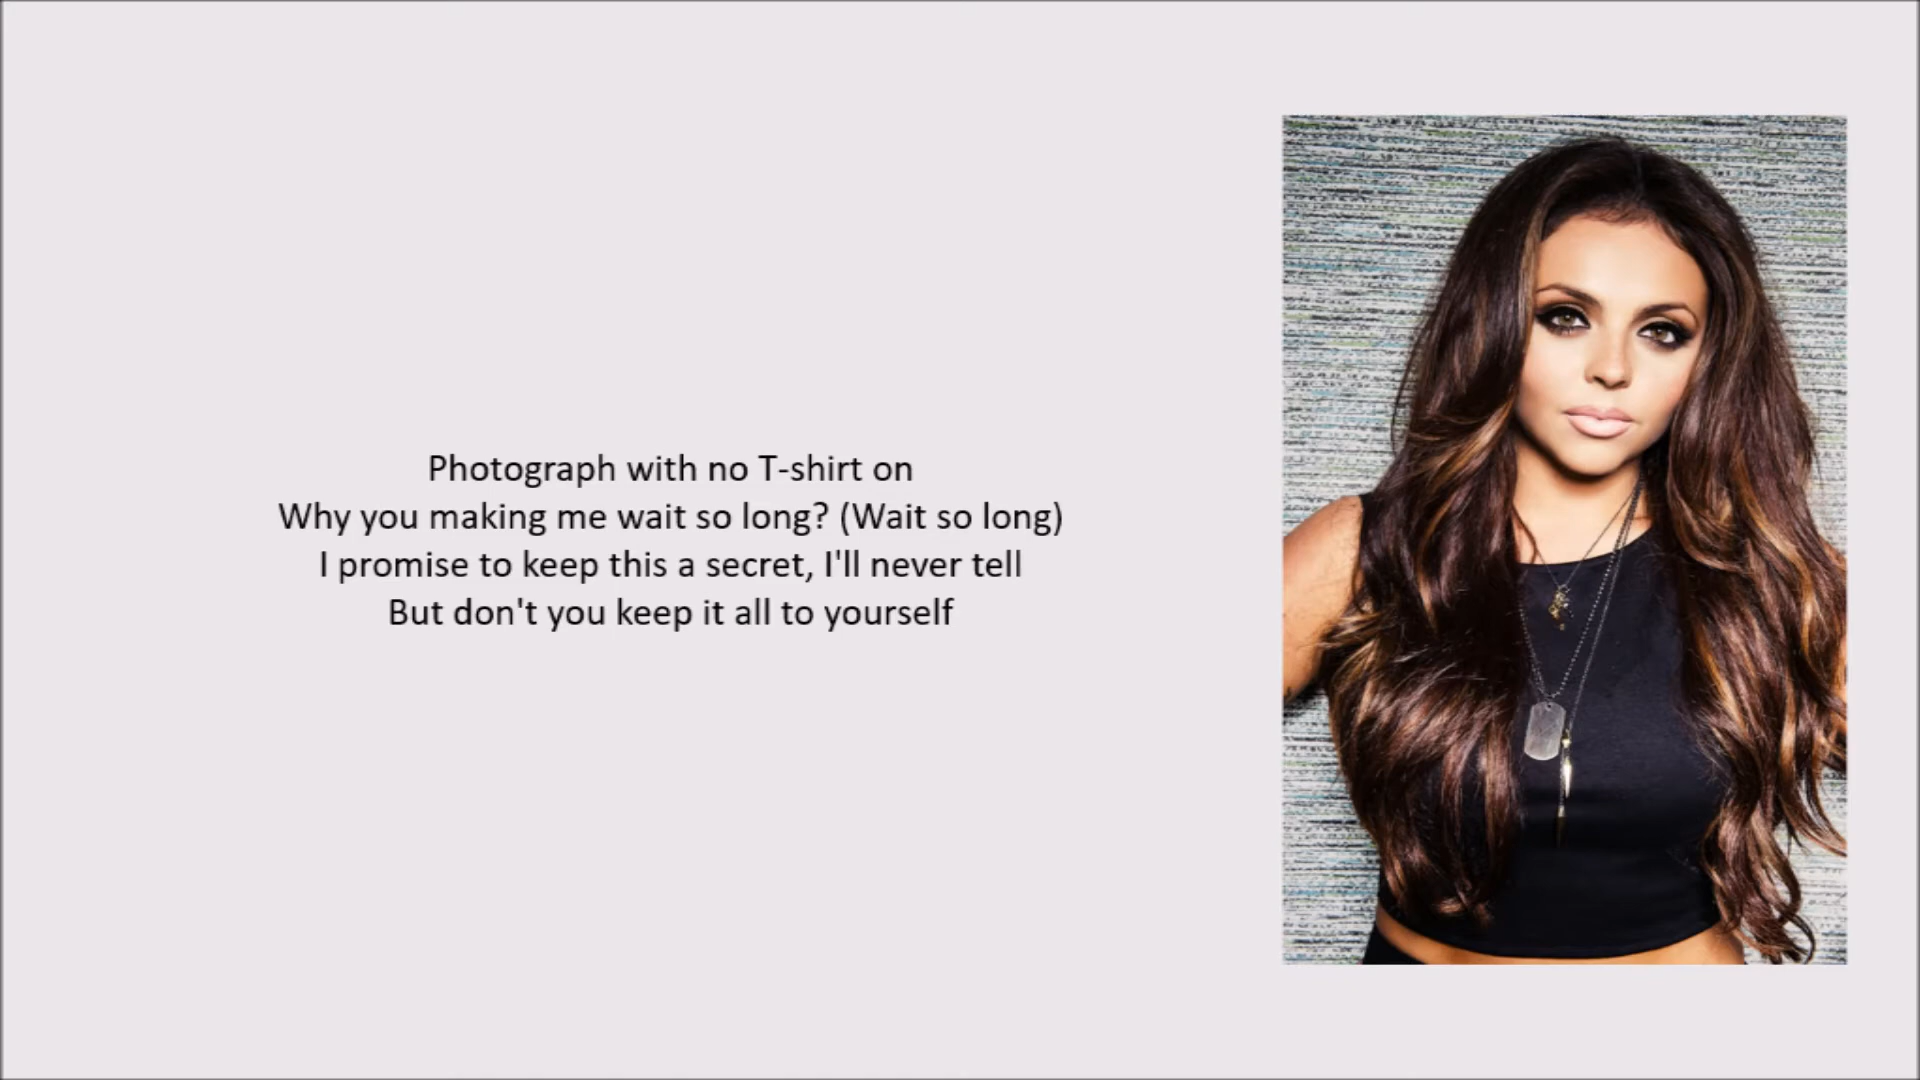 Photograph with no T-shirt on
Why you making me wait so long? (Wait so long)
I promise to keep this a secret, I'll never tell
But don't you keep it all to yourself